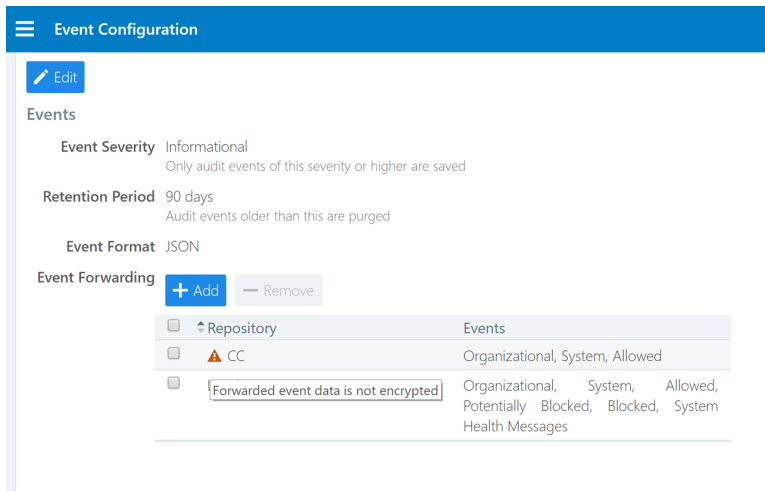 Event Configuration
Edit
Events
Event Severity Informational
Only audit events of this severity or higher are saved
Retention Period 90 days
Audit events older than this are purged
Event Format JSON
Event Forwarding
Add Remove
Repository Events
CC Organizational, System, Allowed
Forwarded event data is not encrypted Organizational, System, Allowed,
Potentially Blocked, Blocked, System
Health Messages